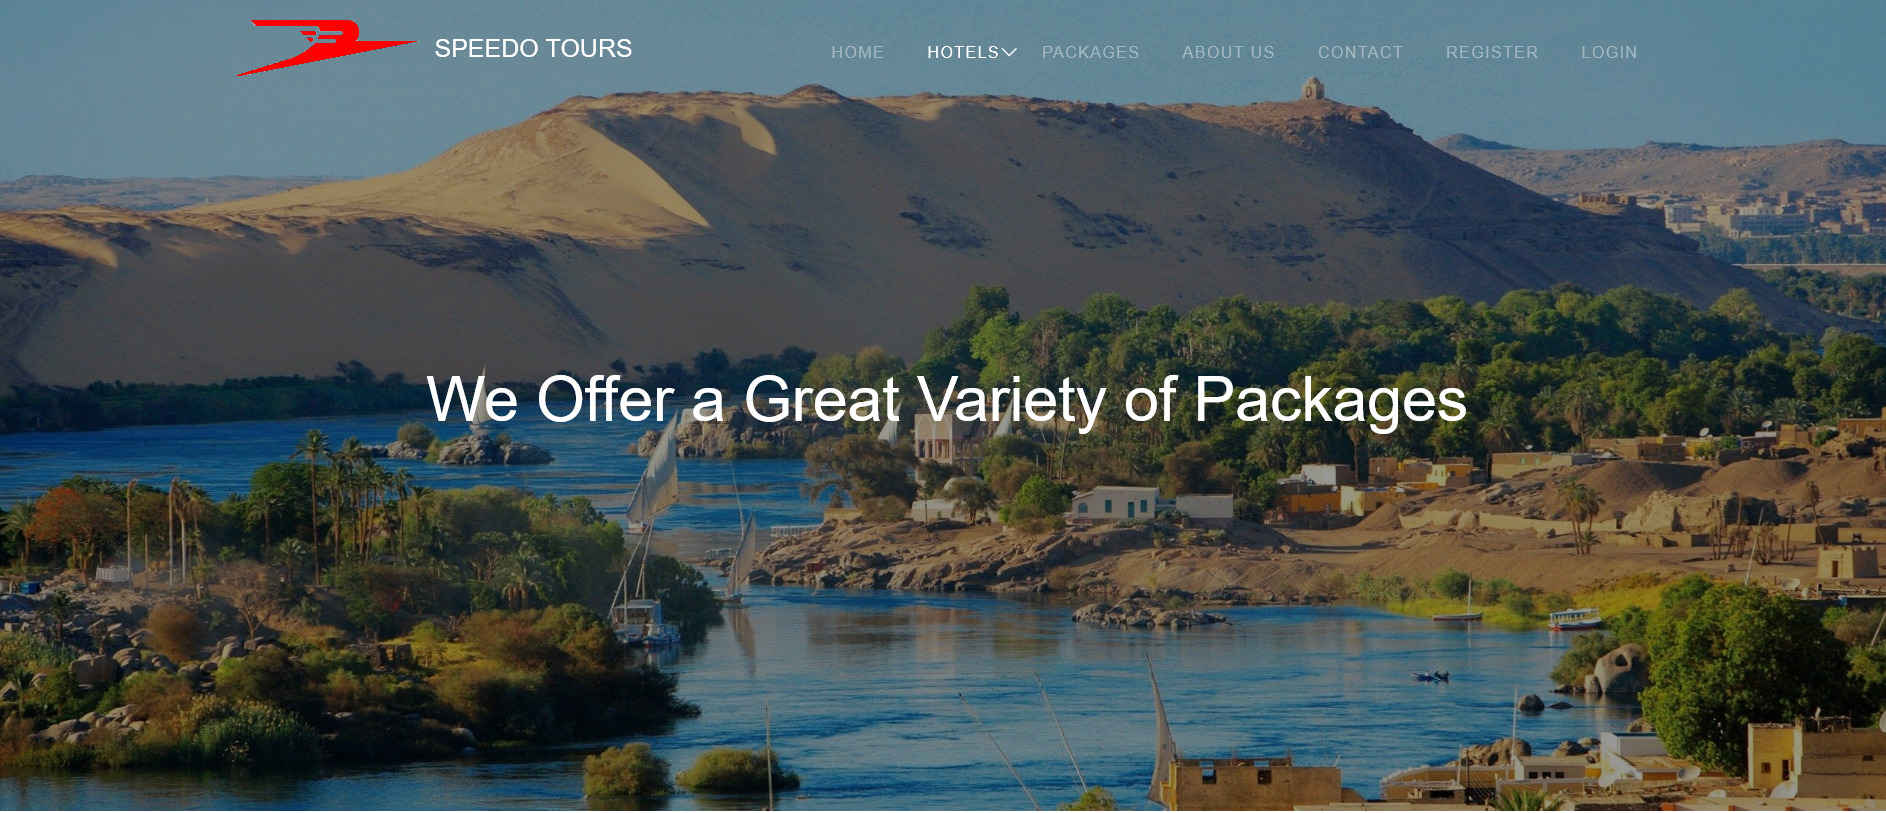 SPEEDO TOURS
HOME HOTELS PACKAGES ABOUT US CONTACT REGISTER LOGIN
We Offer a Great Variety of Packages